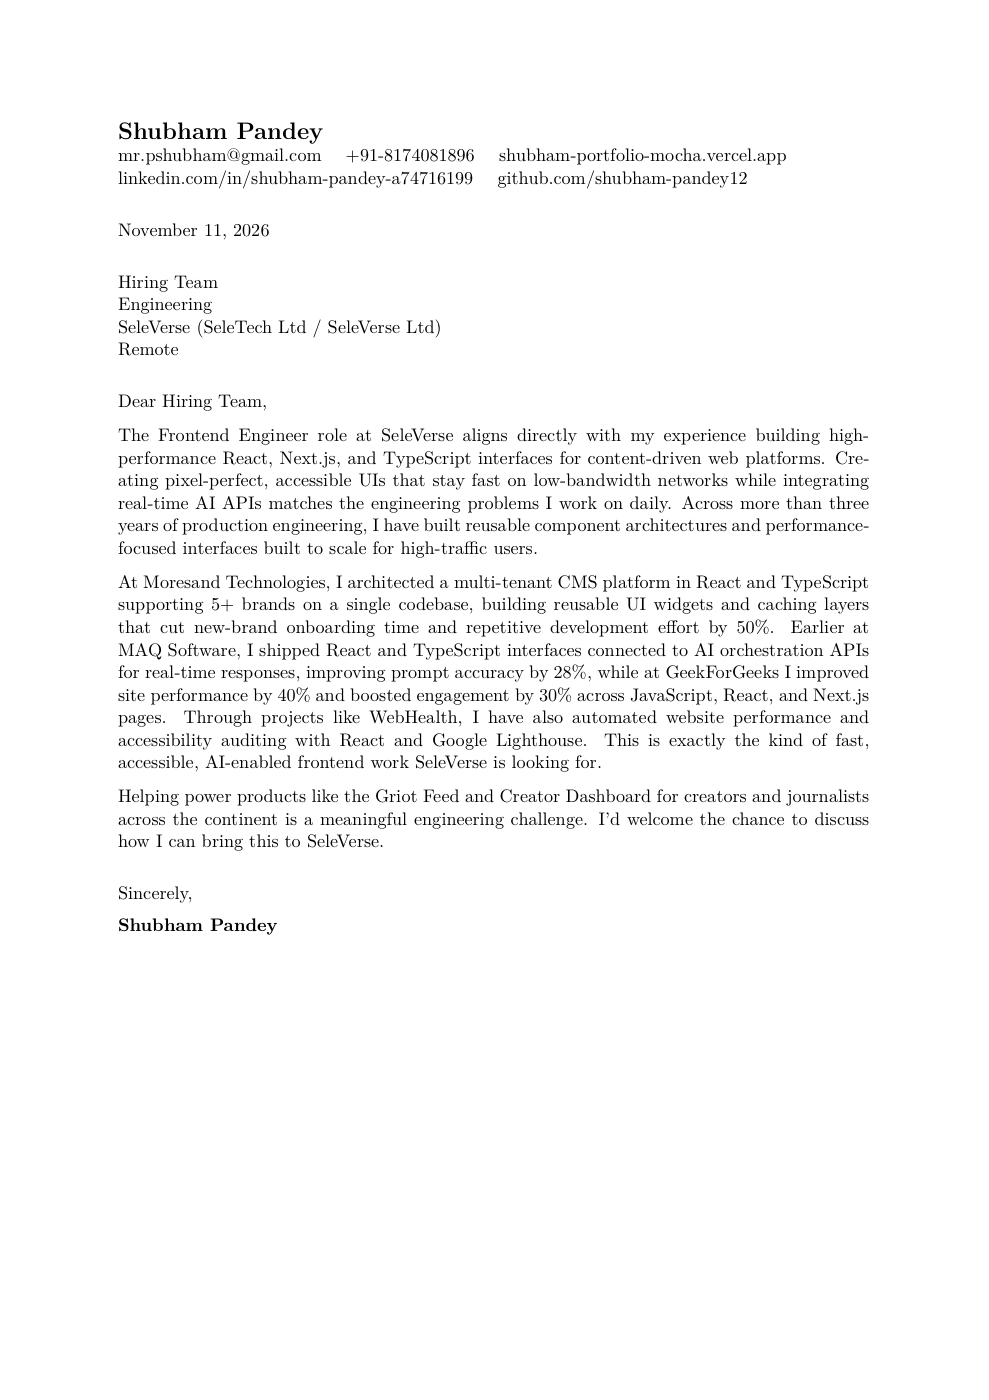 Shubham Pandey
mr.pshubham@gmail.com +91-8174081896 shubham-portfolio-mocha.vercel.app
linkedin.com/in/shubham-pandey-a74716199 github.com/shubham-pandey12
November 11, 2026
Hiring Team
Engineering
SeleVerse (SeleTech Ltd / SeleVerse Ltd)
Remote
Dear Hiring Team,
The Frontend Engineer role at SeleVerse aligns directly with my experience building high-
performance React, Next.js, and TypeScript interfaces for content-driven web platforms. Cre-
ating pixel-perfect, accessible UIs that stay fast on low-bandwidth networks while integrating
real-time AI APIs matches the engineering problems I work on daily. Across more than three
years of production engineering, I have built reusable component architectures and performance-
focused interfaces built to scale for high-traffic users.
At Moresand Technologies, I architected a multi-tenant CMS platform in React and TypeScript
supporting 5+ brands on a single codebase, building reusable UI widgets and caching layers
that cut new-brand onboarding time and repetitive development effort by 50%. Earlier at
MAQ Software, I shipped React and TypeScript interfaces connected to AI orchestration APIs
for real-time responses, improving prompt accuracy by 28%, while at GeekForGeeks I improved
site performance by 40% and boosted engagement by 30% across JavaScript, React, and Next.js
pages. Through projects like WebHealth, I have also automated website performance and
accessibility auditing with React and Google Lighthouse. This is exactly the kind of fast,
accessible, AI-enabled frontend work SeleVerse is looking for.
Helping power products like the Griot Feed and Creator Dashboard for creators and journalists
across the continent is a meaningful engineering challenge. I'd welcome the chance to discuss
how I can bring this to SeleVerse.
Sincerely,
Shubham Pandey